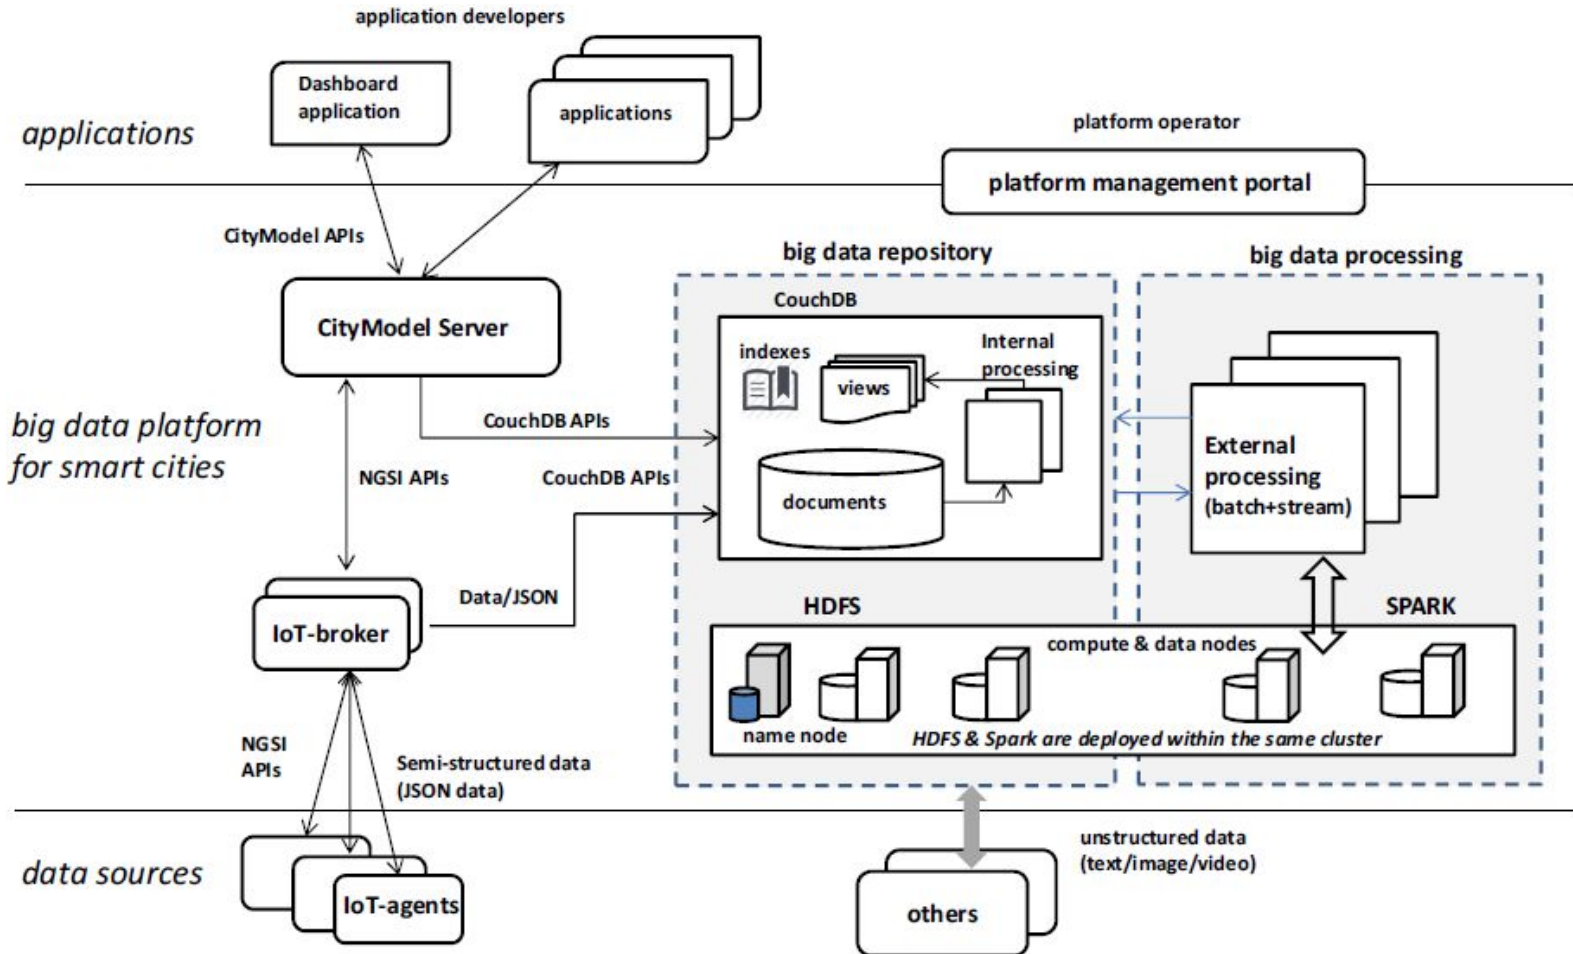 application developers
Dashboard
application
applications
applications
platform operator
platform management portal
CityModel APIs
big data repository
big data processing
CouchDB
CityModel Server
indexes
views
Internal
processing
big data platform
for smart cities
CouchDB APIs
NGSI APIs
CouchDB APIs
documents
External
processing
(batch+stream)
Data/JSON
HDFS
SPARK
IoT-broker
compute & data nodes
name node
HDFS & Spark are deployed within the same cluster
NGSI
APIs
Semi-structured data
(JSON data)
data sources
IoT-agents
unstructured data
(text/image/video)
others